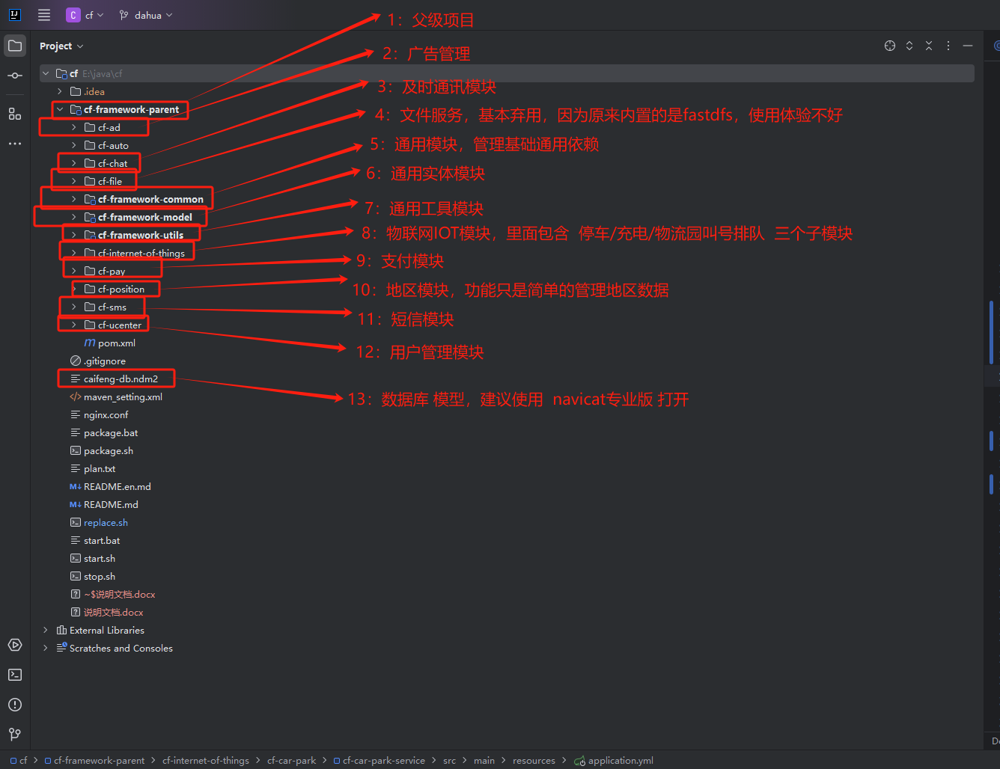 C cf dahua
Project
cf E:\java\cf
.idea
cf-framework-parent
cf-ad
cf-auto
cf-chat
cf-file
cf-framework-common
cf-framework-model
cf-framework-utils
cf-internet-of-things
cf-pay
cf-position
cf-sms
cf-ucenter
m pom.xml
.gitignore
caifeng-db.ndm2
maven_setting.xml
nginx.conf
package.bat
package.sh
plan.txt
M↓ README.en.md
M↓ README.md
replace.sh
start.bat
start.sh
stop.sh
~$说明文档.docx
说明文档.docx
External Libraries
Scratches and Consoles
1：父级项目
2：广告管理
3：及时通讯模块
4：文件服务，基本弃用，因为原来内置的是fastdfs，使用体验不好
5：通用模块，管理基础通用依赖
6：通用实体模块
7：通用工具模块
8：物联网IOT模块，里面包含 停车/充电/物流园叫号排队 三个子模块
9：支付模块
10：地区模块，功能只是简单的管理地区数据
11：短信模块
12：用户管理模块
13：数据库 模型，建议使用 navicat专业版 打开
cf > cf-framework-parent > cf-internet-of-things > cf-car-park > cf-car-park-service > src > main > resources > application.yml